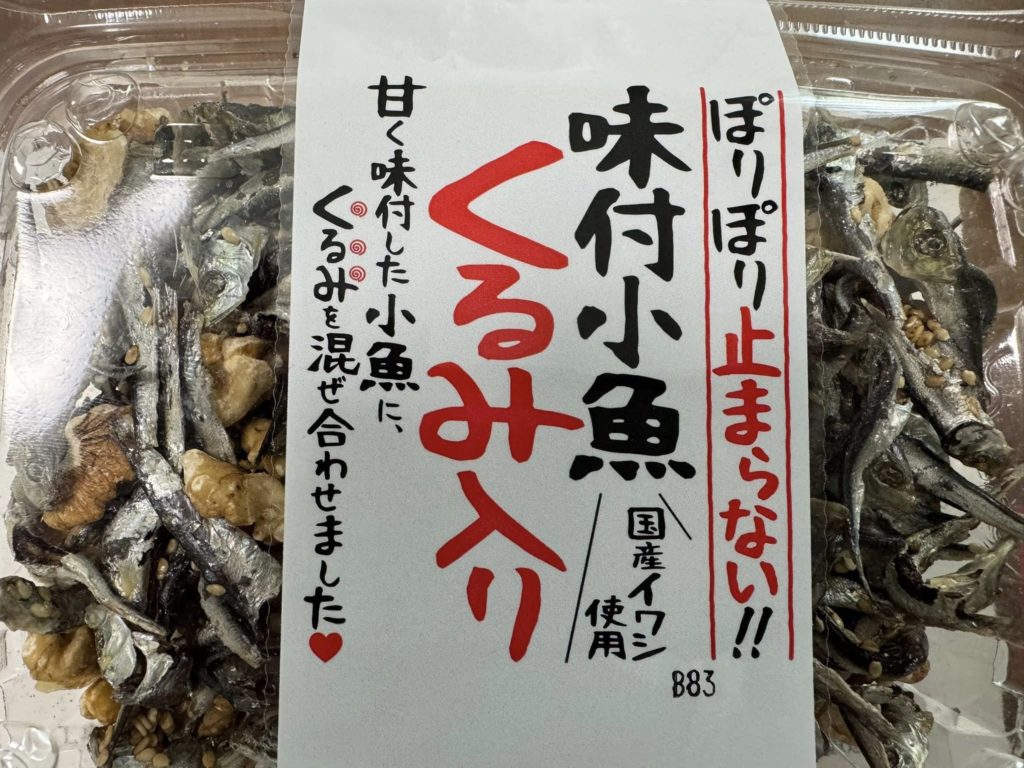 ぽりぽり止まらない!!
味付小魚
国産イワシ
使用
くるみ入り
甘く味付した小魚に、
くるみを混ぜ合わせました♥
B83